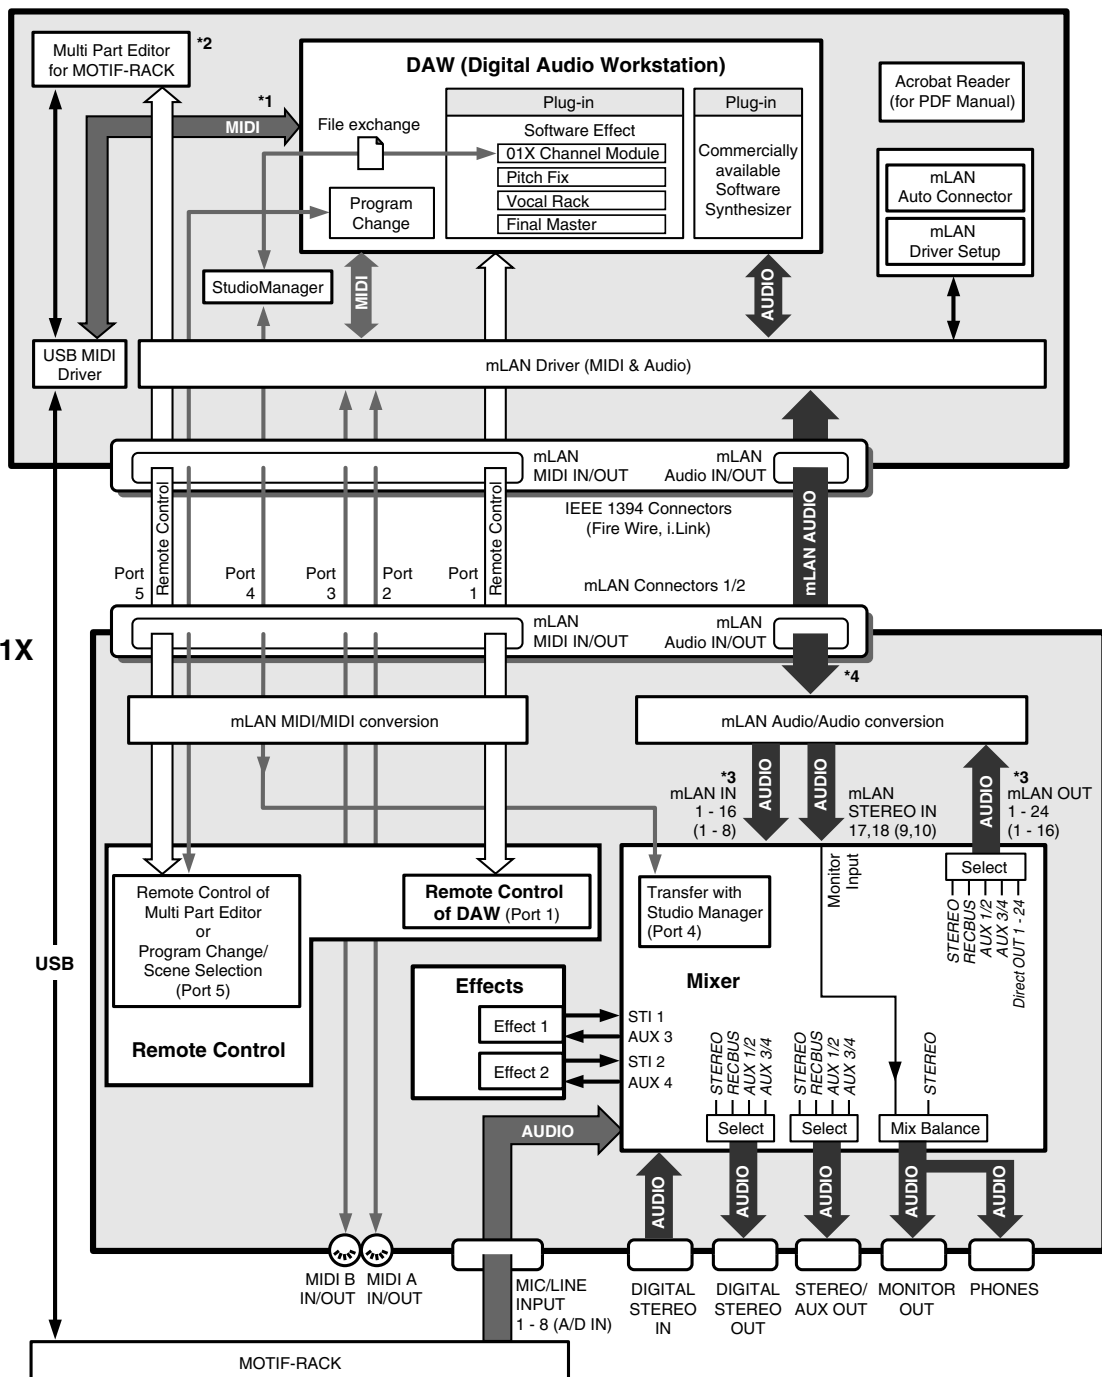 Multi Part Editor
for MOTIF-RACK
*2
*1
MIDI
DAW (Digital Audio Workstation)
File exchange
Program
Change
Plug-in
Software Effect
01X Channel Module
Pitch Fix
Vocal Rack
Final Master
Plug-in
Commercially
available
Software
Synthesizer
Acrobat Reader
(for PDF Manual)
mLAN
Auto Connector
mLAN
Driver Setup
StudioManager
MIDI
AUDIO
USB MIDI
Driver
mLAN Driver (MIDI & Audio)
mLAN
MIDI IN/OUT
mLAN
Audio IN/OUT
IEEE 1394 Connectors
(Fire Wire, i.Link)
Remote Control
Remote Control
mLAN AUDIO
Port
5
Port
4
Port
3
Port
2
Port
1
mLAN Connectors 1/2
mLAN
MIDI IN/OUT
mLAN
Audio IN/OUT
1X
*4
mLAN MIDI/MIDI conversion
mLAN Audio/Audio conversion
*3
mLAN IN
1 - 16
(1 - 8)
AUDIO
AUDIO
mLAN
STEREO IN
17,18 (9,10)
AUDIO
*3
mLAN OUT
1 - 24
(1 - 16)
Monitor
Input
Select
STEREO
RECBUS
AUX 1/2
AUX 3/4
Direct OUT 1 - 24
Remote Control of
Multi Part Editor
or
Program Change/
Scene Selection
(Port 5)
Remote Control
of DAW (Port 1)
Transfer with
Studio Manager
(Port 4)
Mixer
USB
Remote Control
Effects
Effect 1
Effect 2
STI 1
AUX 3
STI 2
AUX 4
STEREO
RECBUS
AUX 1/2
AUX 3/4
STEREO
RECBUS
AUX 1/2
AUX 3/4
STEREO
Select
Select
Mix Balance
AUDIO
AUDIO
AUDIO
AUDIO
AUDIO
AUDIO
MIDI B
IN/OUT
MIDI A
IN/OUT
MIC/LINE
INPUT
1 - 8 (A/D IN)
DIGITAL
STEREO
IN
DIGITAL
STEREO
OUT
STEREO/
AUX OUT
MONITOR
OUT
PHONES
MOTIF-RACK